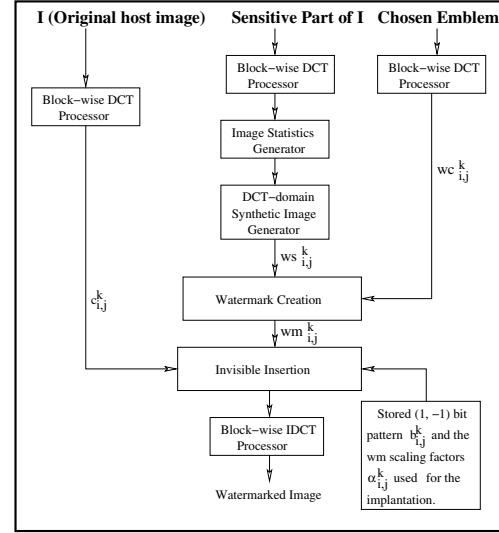 I (Original host image)
Sensitive Part of I
Chosen Emblem
Block-wise DCT
Processor
Block-wise DCT
Processor
Block-wise DCT
Processor
Image Statistics
Generator
DCT-domain
Synthetic Image
Generator
wc k i,j
ws k i,j
c k i,j
Watermark Creation
wm k i,j
Invisible Insertion
Block-wise IDCT
Processor
Watermarked Image
Stored (1, -1) bit
pattern b k i,j and the
wm scaling factors
α k i,j used for the
implantation.